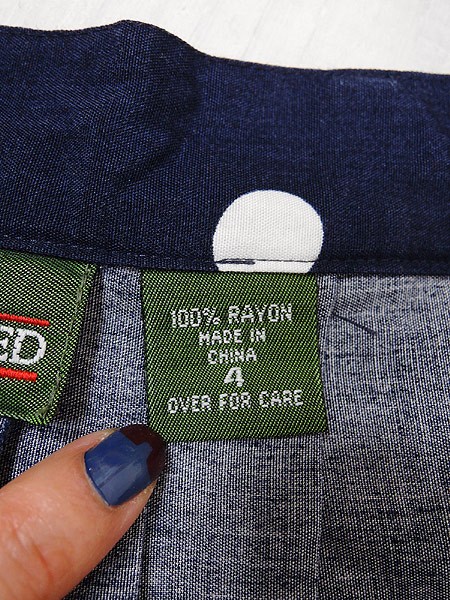 ED
100% RAYON
MADE IN
CHINA
4
OVER FOR CARE